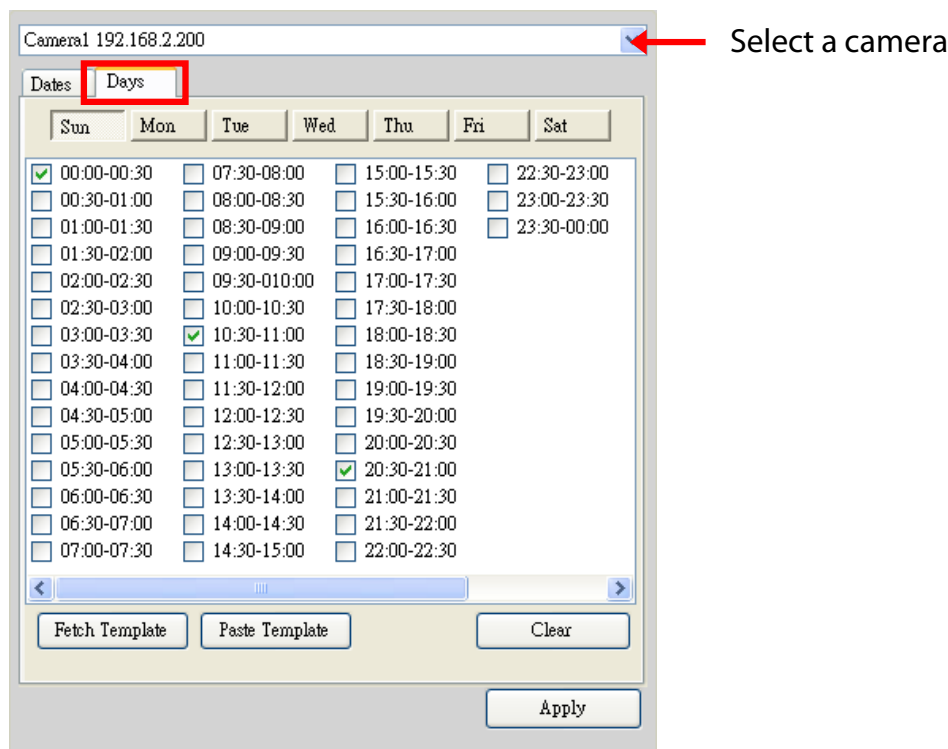 Camera1 192.168.2.200
Select a camera
Dates Days
Sun Mon Tue Wed Thu Fri Sat
00:00-00:30 07:30-08:00 15:00-15:30 22:30-23:00
00:30-01:00 08:00-08:30 15:30-16:00 23:00-23:30
01:00-01:30 08:30-09:00 16:00-16:30 23:30-00:00
01:30-02:00 09:00-09:30 16:30-17:00
02:00-02:30 09:30-010:00 17:00-17:30
02:30-03:00 10:00-10:30 17:30-18:00
03:00-03:30 10:30-11:00 18:00-18:30
03:30-04:00 11:00-11:30 18:30-19:00
04:00-04:30 11:30-12:00 19:00-19:30
04:30-05:00 12:00-12:30 19:30-20:00
05:00-05:30 12:30-13:00 20:00-20:30
05:30-06:00 13:00-13:30 20:30-21:00
06:00-06:30 13:30-14:00 21:00-21:30
06:30-07:00 14:00-14:30 21:30-22:00
07:00-07:30 14:30-15:00 22:00-22:30
Fetch Template Paste Template Clear
Apply